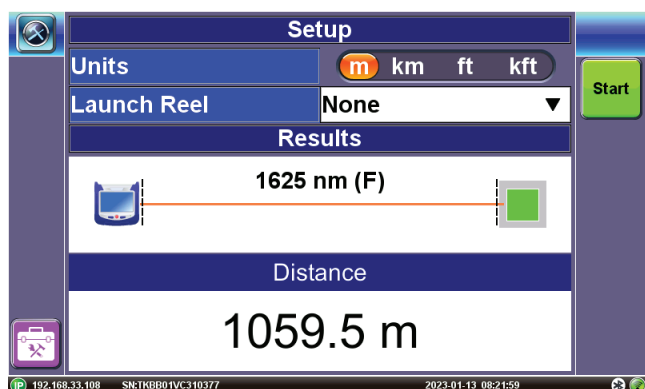 Setup
Units m km ft kft
Launch Reel None
Start
Results
1625 nm (F)
Distance
1059.5 m
IP 192.168.33.108 SN:TKBB01VC310377 2023-01-13 08:21:59